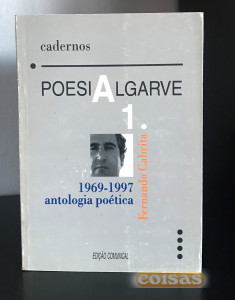 cadernos
POESIALGARVE
1.
1969-1997
antologia poética
Fernando Cabrita
EDIÇÃO COMUNICAL
coisas